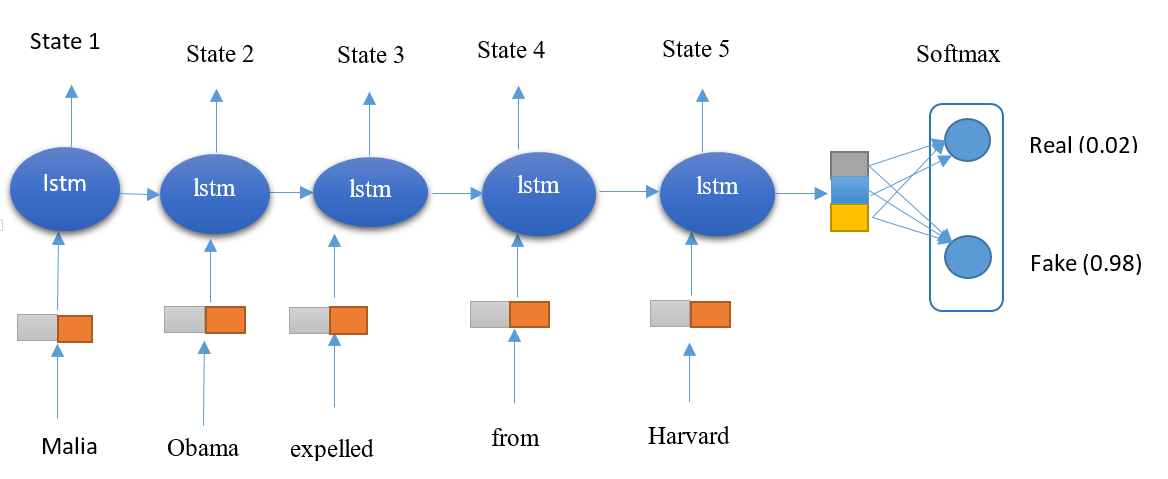 State 1
State 2
State 3
State 4
State 5
Softmax
lstm
lstm
lstm
lstm
lstm
Real (0.02)
Fake (0.98)
Malia
Obama
expelled
from
Harvard